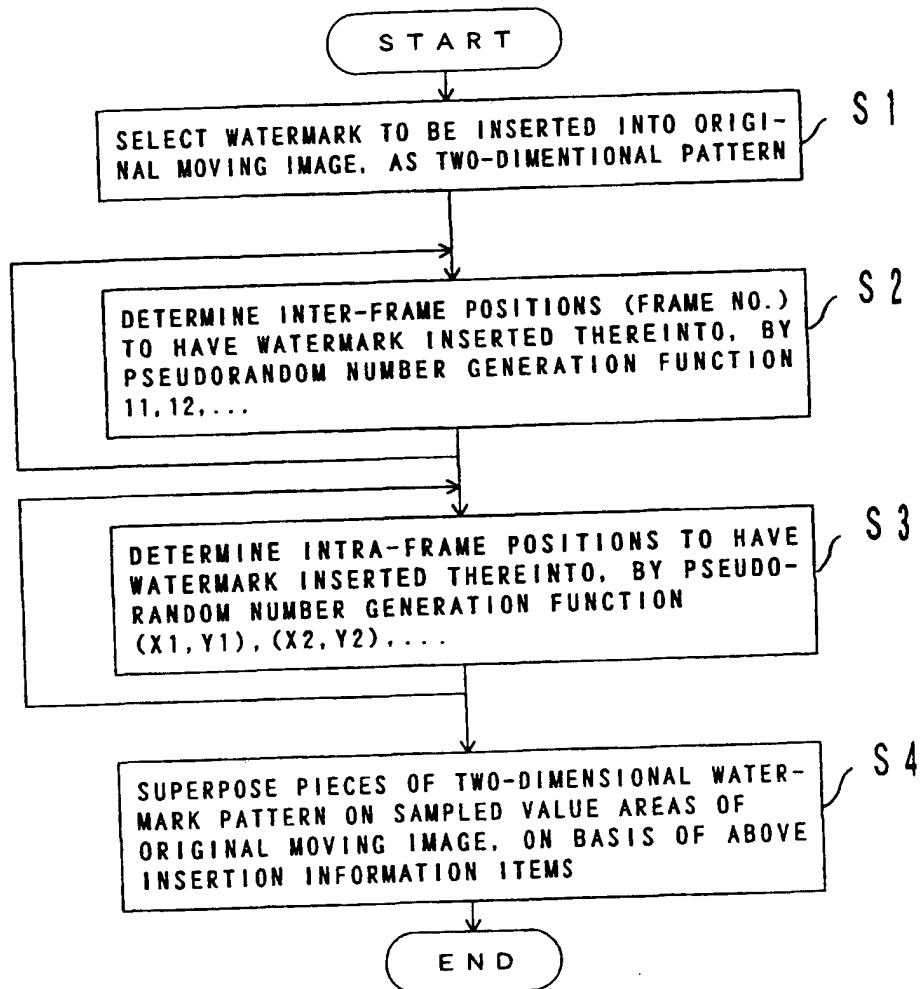 START
S1
SELECT WATERMARK TO BE INSERTED INTO ORIGI-
NAL MOVING IMAGE, AS TWO-DIMENTIONAL PATTERN
S2
DETERMINE INTER-FRAME POSITIONS (FRAME NO.)
TO HAVE WATERMARK INSERTED THEREINTO, BY
PSEUDORANDOM NUMBER GENERATION FUNCTION
11,12,...
S3
DETERMINE INTRA-FRAME POSITIONS TO HAVE
WATERMARK INSERTED THEREINTO, BY PSEUDO-
RANDOM NUMBER GENERATION FUNCTION
(X1,Y1),(X2,Y2),....
S4
SUPERPOSE PIECES OF TWO-DIMENSIONAL WATER-
MARK PATTERN ON SAMPLED VALUE AREAS OF
ORIGINAL MOVING IMAGE, ON BASIS OF ABOVE
INSERTION INFORMATION ITEMS
END